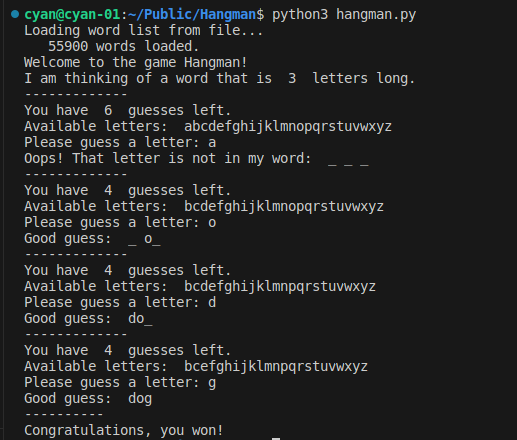 cyan@cyan-01:~/Public/Hangman$ python3 hangman.py
Loading word list from file...
   55900 words loaded.
Welcome to the game Hangman!
I am thinking of a word that is  3  letters long.
-------------
You have  6  guesses left.
Available letters:  abcdefghijklmnopqrstuvwxyz
Please guess a letter: a
Oops! That letter is not in my word:  _ _ _
-------------
You have  4  guesses left.
Available letters:  bcdefghijklmnopqrstuvwxyz
Please guess a letter: o
Good guess:  _ o_
-------------
You have  4  guesses left.
Available letters:  bcdefghijklmnpqrstuvwxyz
Please guess a letter: d
Good guess:  do_
-------------
You have  4  guesses left.
Available letters:  bcefghijklmnpqrstuvwxyz
Please guess a letter: g
Good guess:  dog
----------
Congratulations, you won!